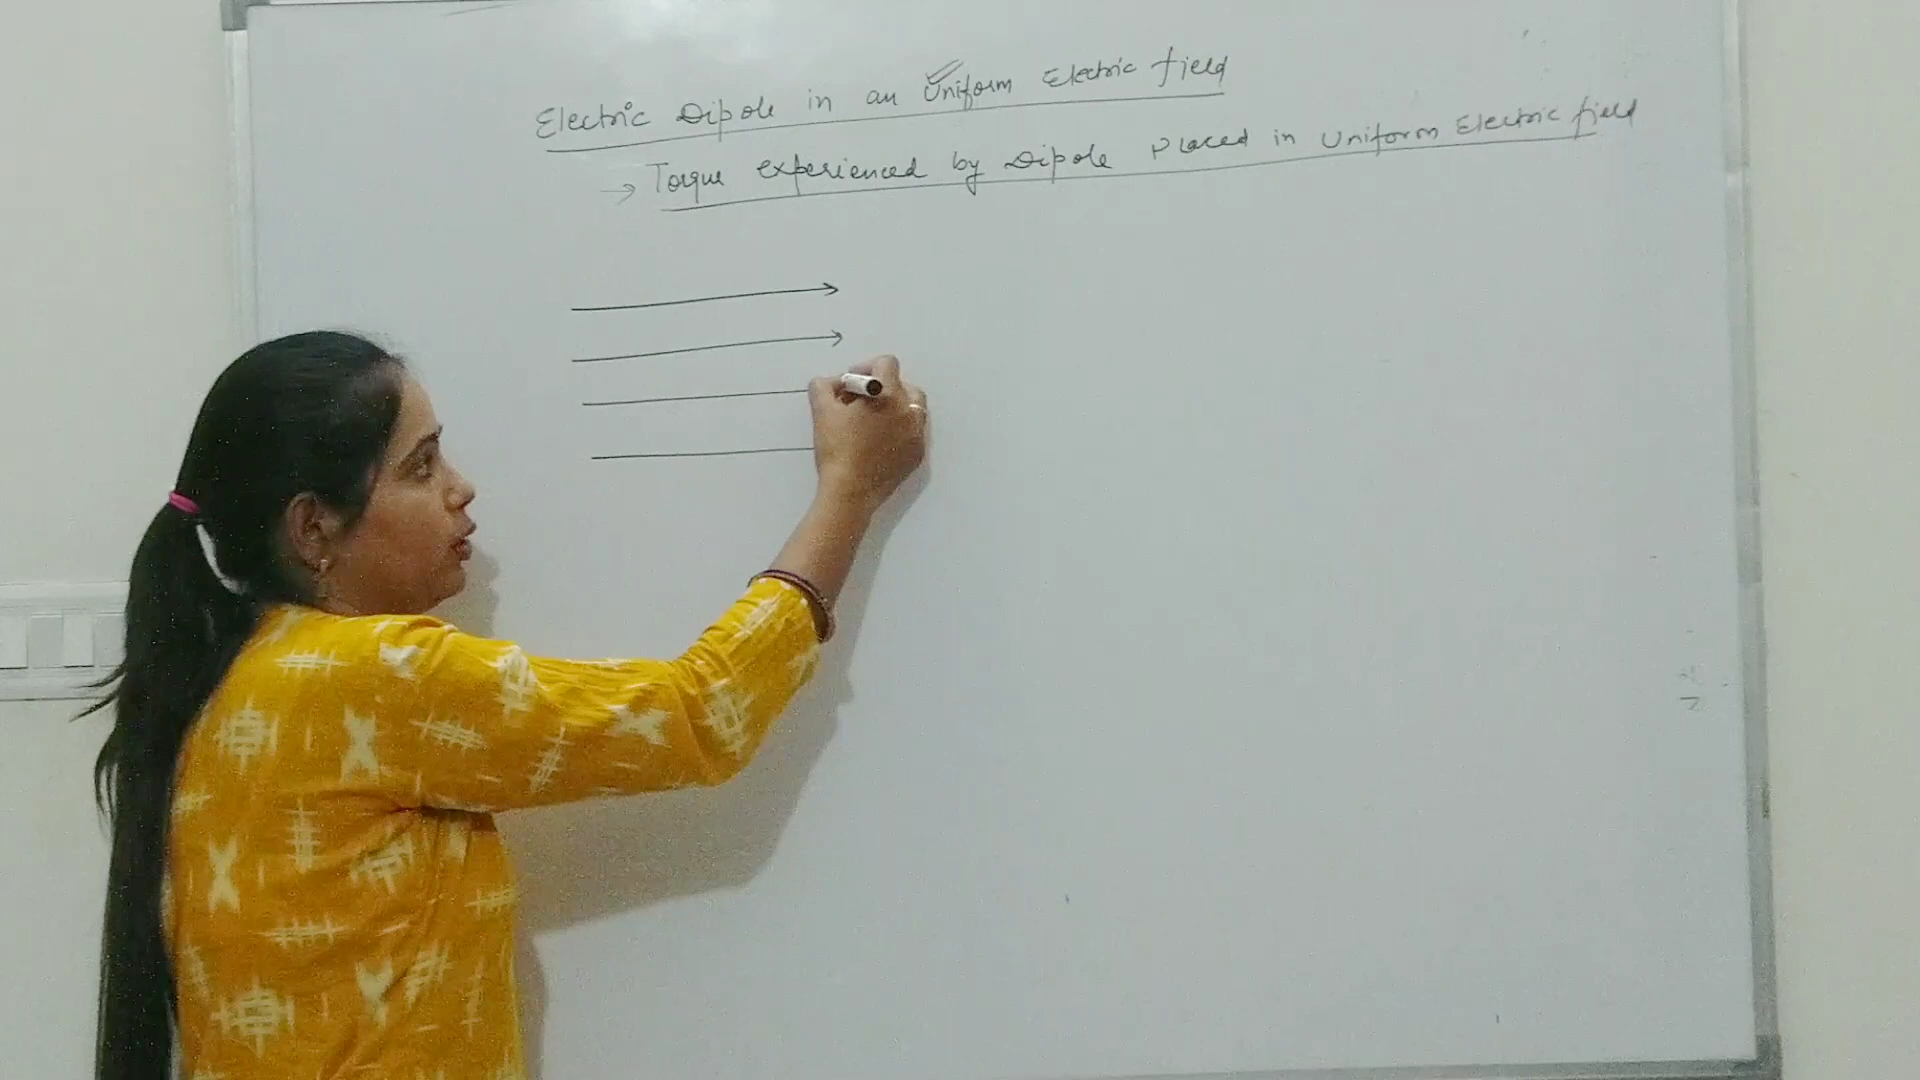 Electric Dipole in an Uniform Electric field
→ Torque experienced by Dipole Placed in Uniform Electric field